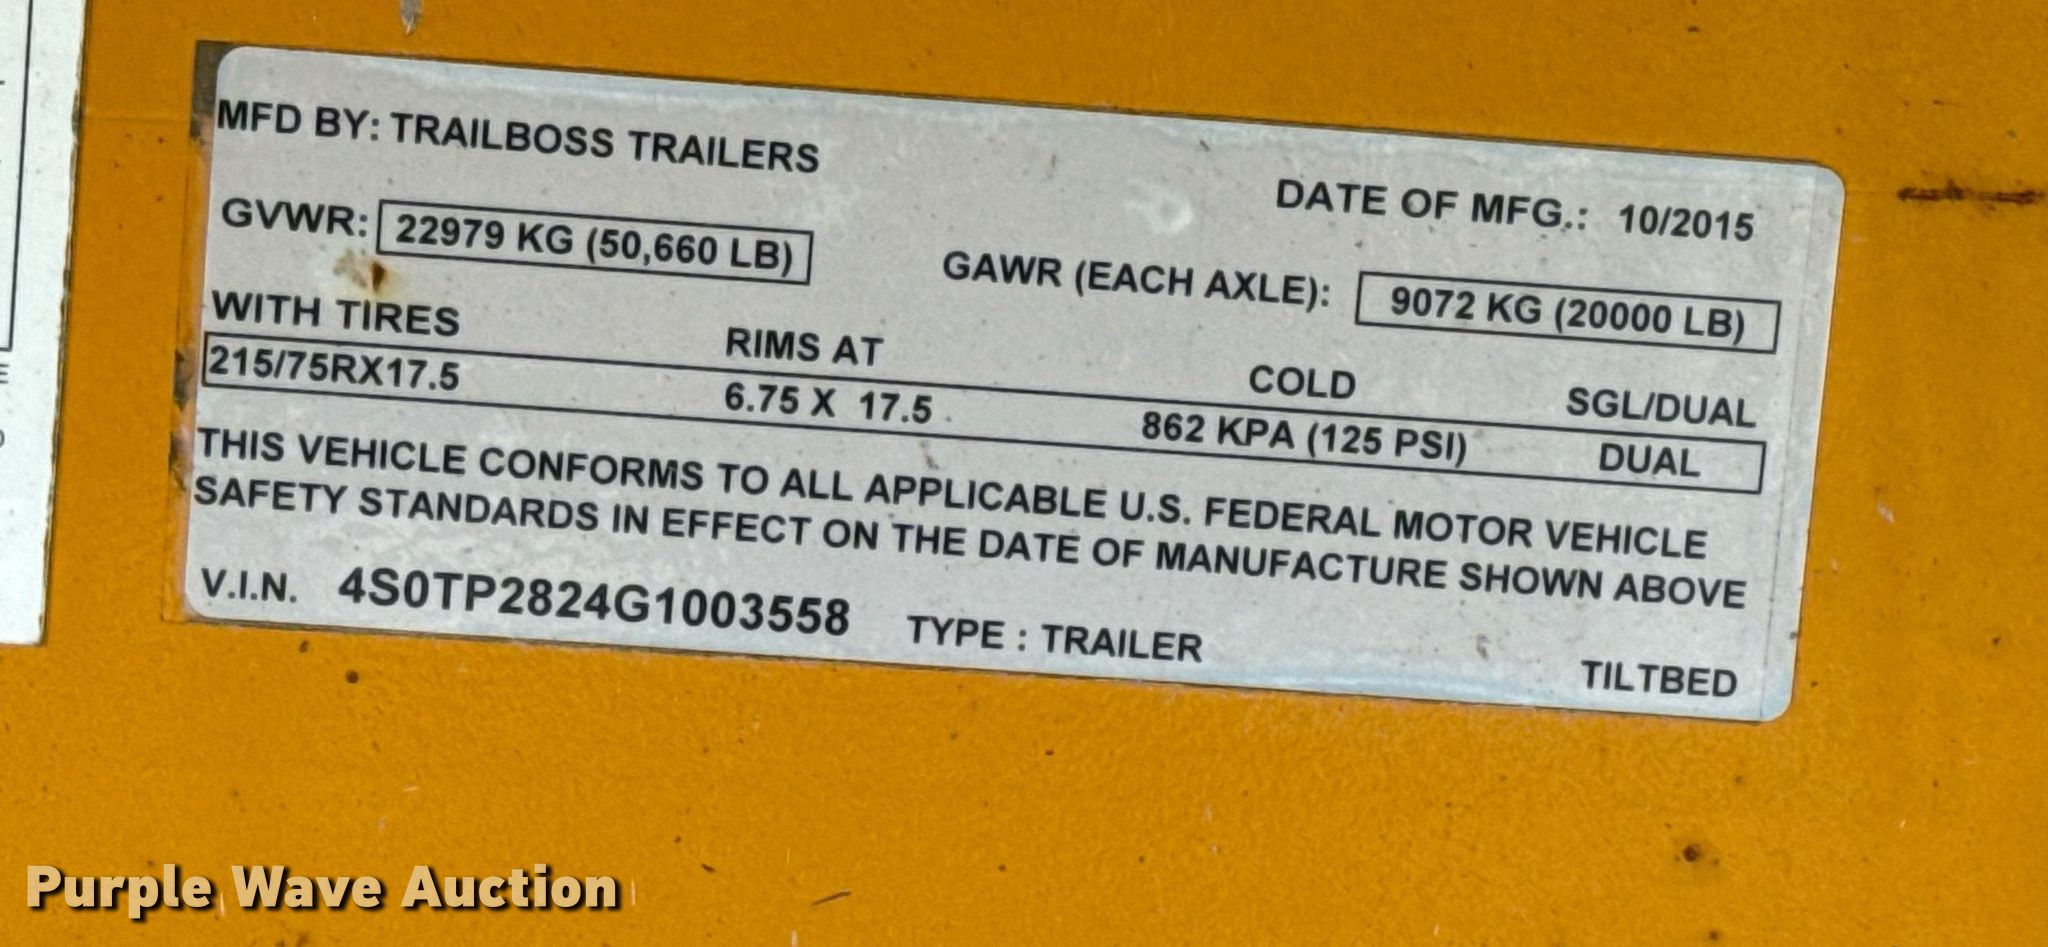 MFD BY: TRAILBOSS TRAILERS
DATE OF MFG.: 10/2015
GVWR: 22979 KG (50,660 LB)
GAWR (EACH AXLE): 9072 KG (20000 LB)
WITH TIRES RIMS AT COLD SGL/DUAL
215/75RX17.5 6.75 X 17.5 862 KPA (125 PSI) DUAL
THIS VEHICLE CONFORMS TO ALL APPLICABLE U.S. FEDERAL MOTOR VEHICLE
SAFETY STANDARDS IN EFFECT ON THE DATE OF MANUFACTURE SHOWN ABOVE
V.I.N. 4S0TP2824G1003558 TYPE : TRAILER TILTBED
Purple Wave Auction